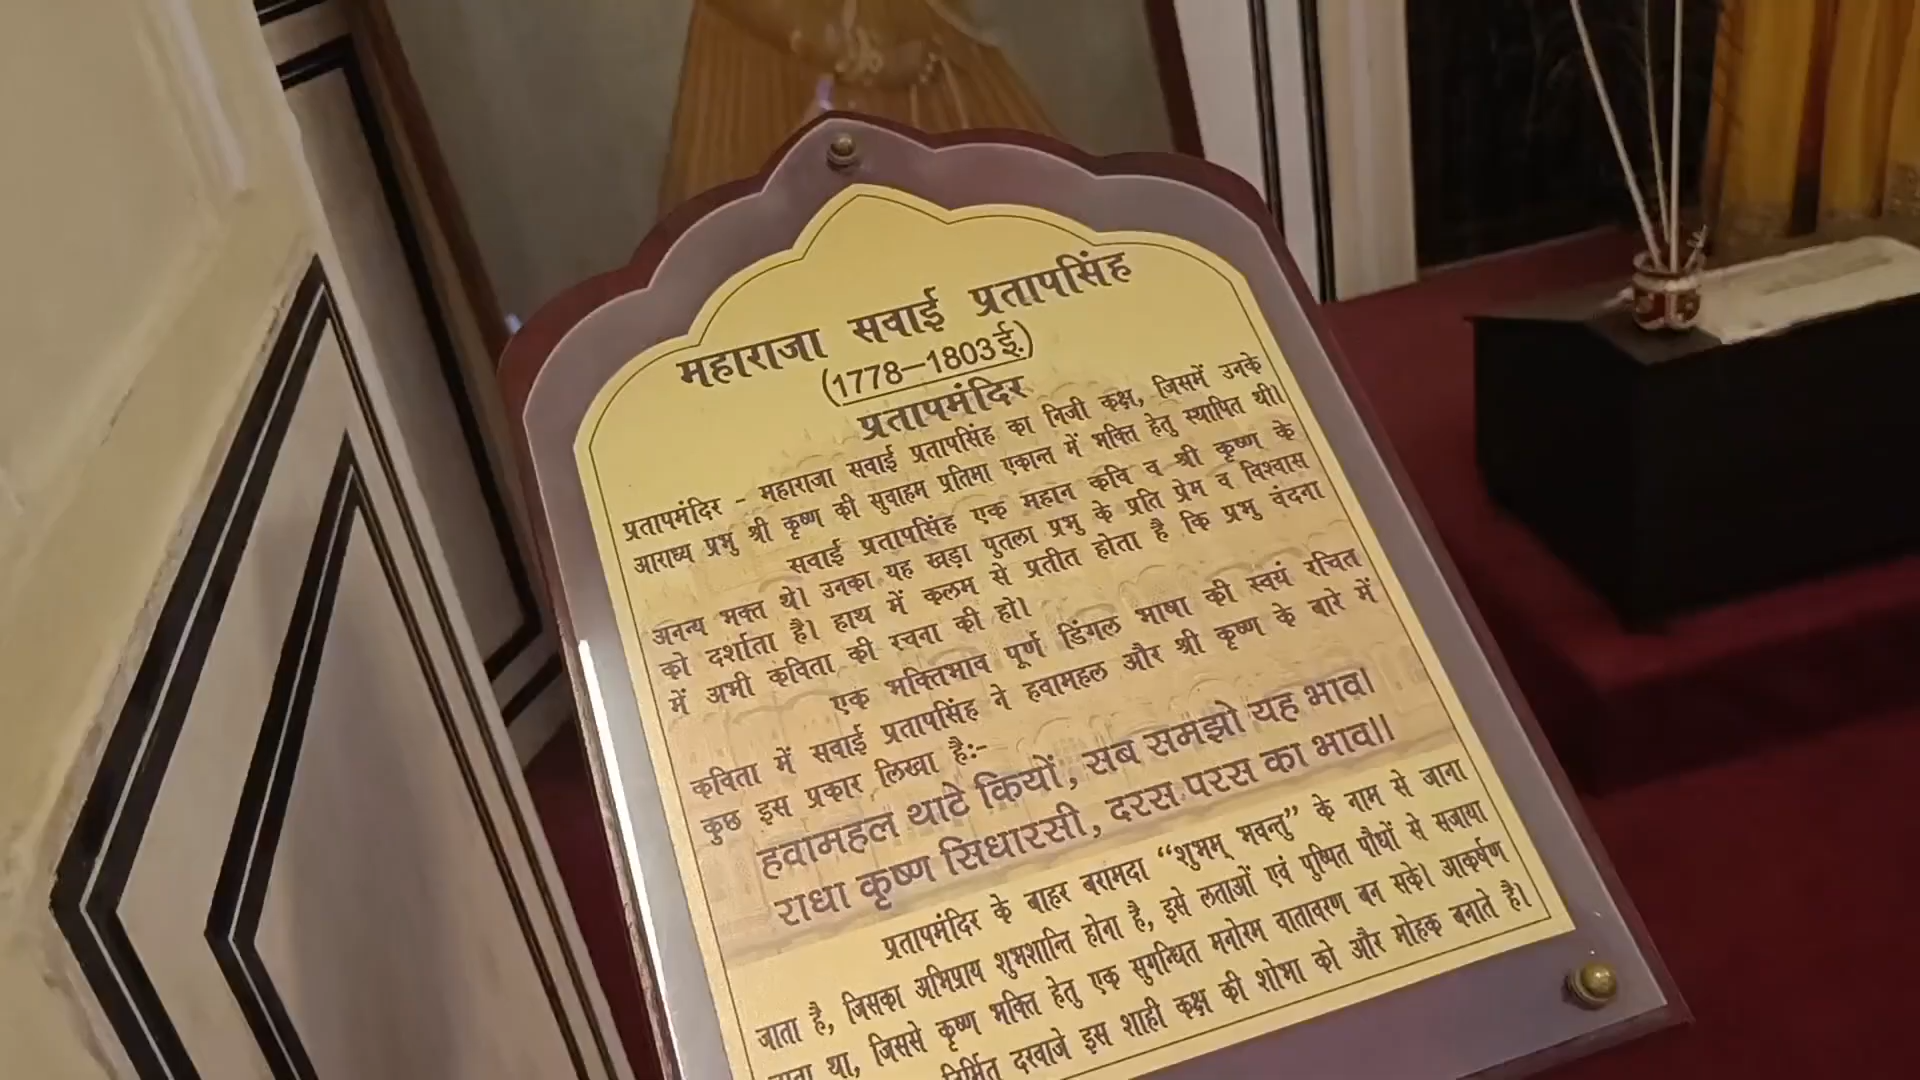 महाराजा सवाई प्रतापसिंह
(1778–1803ई.)
प्रतापमंदिर
प्रतापमंदिर - महाराजा सवाई प्रतापसिंह का निजी कक्ष, जिसमें उनके
आराध्य प्रभु श्री कृष्ण की सुवाहम प्रतिमा एकान्त में भक्ति हेतु स्थापित थी।
सवाई प्रतापसिंह एक महान कवि व श्री कृष्ण के
अनन्य भक्त थे। उनका यह खड़ा पुतला प्रभु के प्रति प्रेम व विश्वास
को दर्शाता है। हाथ में कलम से प्रतीत होता है कि प्रभु वंदना
में अभी कविता की रचना की हो।
एक भक्तिभाव पूर्ण डिंगल भाषा की स्वयं रचित
कविता में सवाई प्रतापसिंह ने हवामहल और श्री कृष्ण के बारे में
कुछ इस प्रकार लिखा है:-
हवामहल थाटे कियों, सब समझो यह भाव।
राधा कृष्ण सिधारसी, दरस परस का भाव।।
प्रतापमंदिर के बाहर बरामदा “शुभम् भवन्तु” के नाम से जाना
जाता है, जिसका अभिप्राय शुभशान्ति होना है, इसे लताओं एवं पुष्पित पौधों से सजाया
जाता था, जिससे कृष्ण भक्ति हेतु एक सुगन्धित मनोरम वातावरण बन सके। आकर्षण
निर्मित दरवाजे इस शाही कक्ष की शोभा को और मोहक बनाते है।